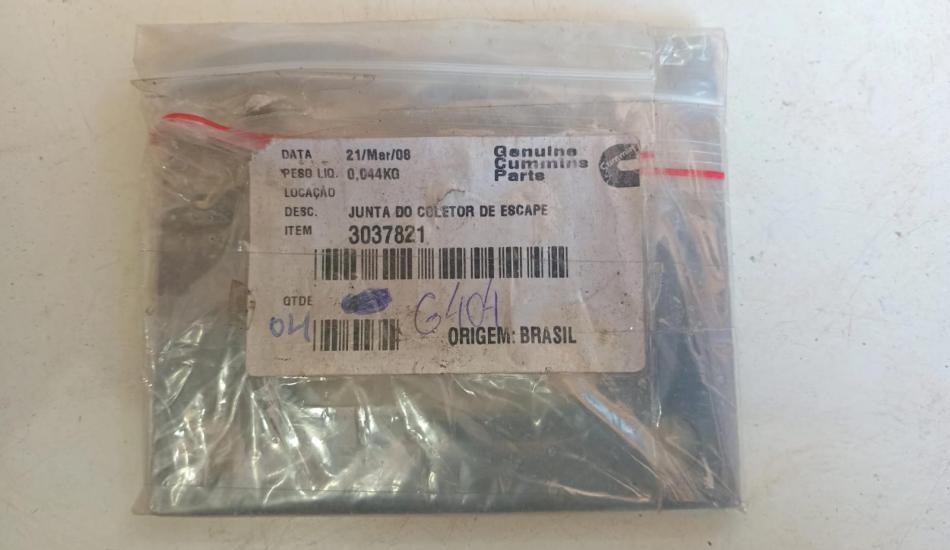 DATA 21/Mar/08
Genuine
Cummins
Parts
PESO LIQ. 0,044KG
LOCAÇÃO
DESC. JUNTA DO COLETOR DE ESCAPE
ITEM 3037821
QTDE
04
G404
ORIGEM: BRASIL